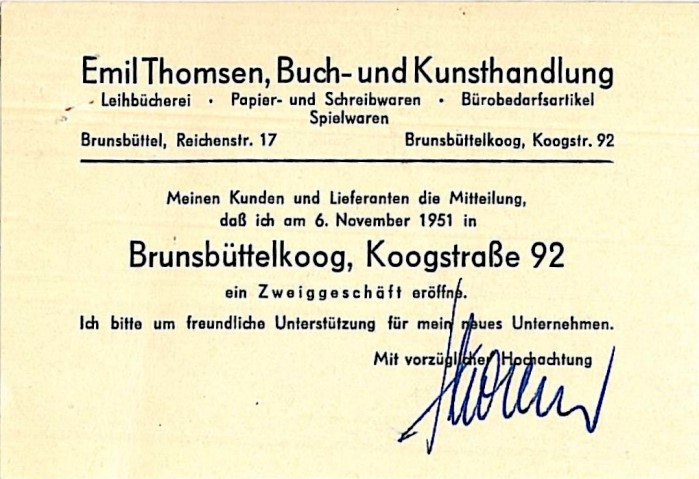 Emil Thomsen, Buch- und Kunsthandlung
Leihbücherei • Papier- und Schreibwaren • Bürobedarfsartikel
Spielwaren
Brunsbüttel, Reichenstr. 17 Brunsbüttelkoog, Koogstr. 92
Meinen Kunden und Lieferanten die Mitteilung,
daß ich am 6. November 1951 in
Brunsbüttelkoog, Koogstraße 92
ein Zweiggeschäft eröffne.
Ich bitte um freundliche Unterstützung für mein neues Unternehmen.
Mit vorzüglicher Hochachtung
Thomsen